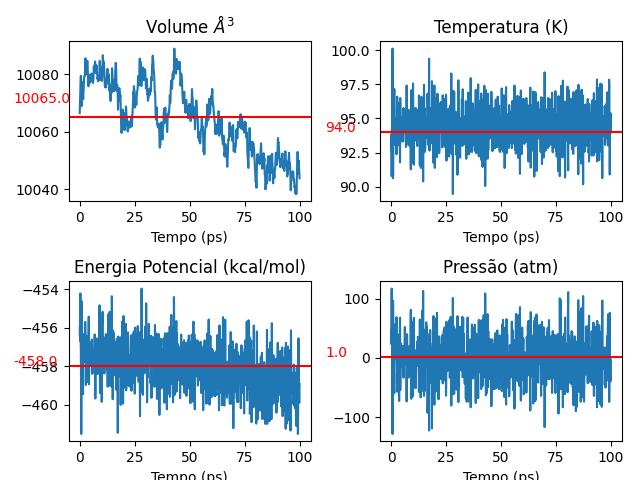 Volume Å³
10080
10065.0
10060
10040
0 25 50 75 100
Tempo (ps)
Temperatura (K)
100.0
97.5
95.0
94.0
92.5
90.0
0 25 50 75 100
Tempo (ps)
Energia Potencial (kcal/mol)
−454
−456
-458.0
−458
−460
0 25 50 75 100
Tempo (ps)
Pressão (atm)
100
1.0
0
−100
0 25 50 75 100
Tempo (ps)